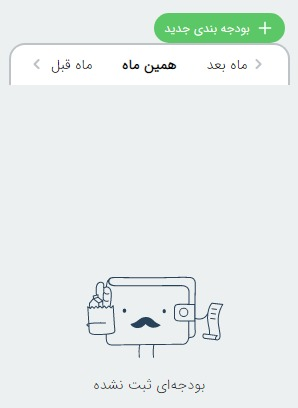 بودجه بندی جدید
ماه بعد همین ماه ماه قبل
بودجه‌ای ثبت نشده